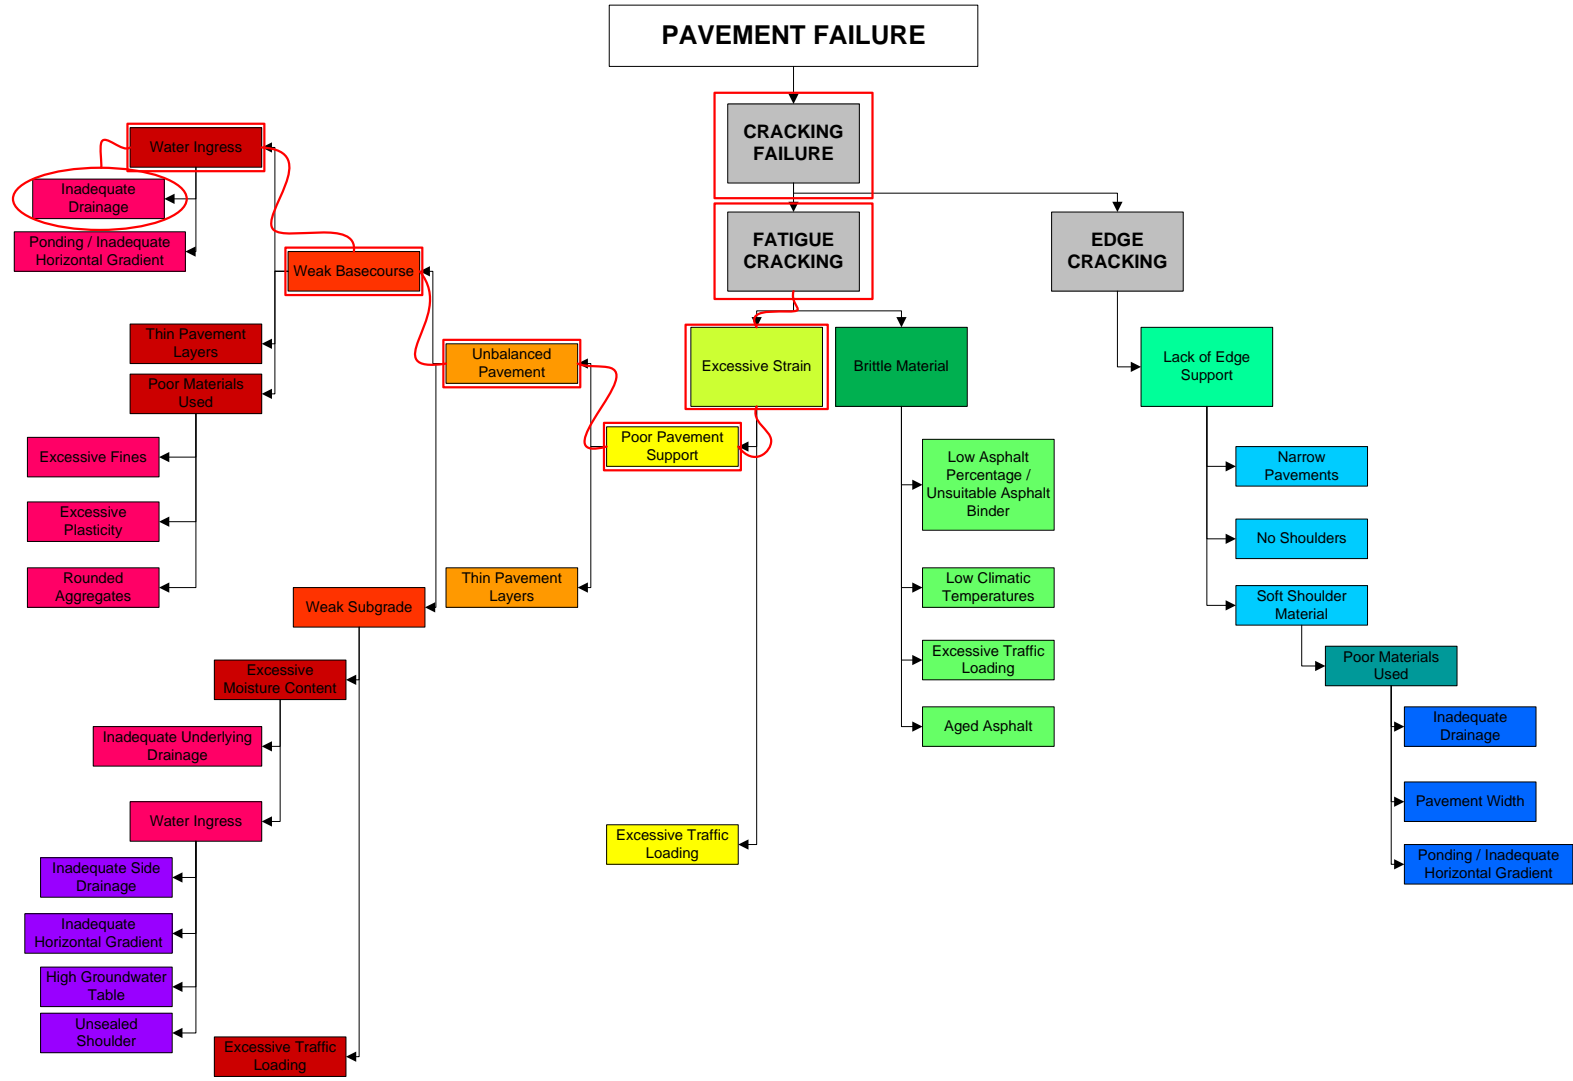 PAVEMENT FAILURE
CRACKING
FAILURE
FATIGUE
CRACKING
EDGE
CRACKING
Water Ingress
Inadequate
Drainage
Ponding / Inadequate
Horizontal Gradient
Weak Basecourse
Thin Pavement
Layers
Poor Materials
Used
Excessive Fines
Excessive
Plasticity
Rounded
Aggregates
Unbalanced
Pavement
Thin Pavement
Layers
Weak Subgrade
Excessive
Moisture Content
Inadequate Underlying
Drainage
Water Ingress
Inadequate Side
Drainage
Inadequate
Horizontal Gradient
High Groundwater
Table
Unsealed
Shoulder
Excessive Traffic
Loading
Excessive Strain
Poor Pavement
Support
Excessive Traffic
Loading
Brittle Material
Low Asphalt
Percentage /
Unsuitable Asphalt
Binder
Low Climatic
Temperatures
Excessive Traffic
Loading
Aged Asphalt
Lack of Edge
Support
Narrow
Pavements
No Shoulders
Soft Shoulder
Material
Poor Materials
Used
Inadequate
Drainage
Pavement Width
Ponding / Inadequate
Horizontal Gradient